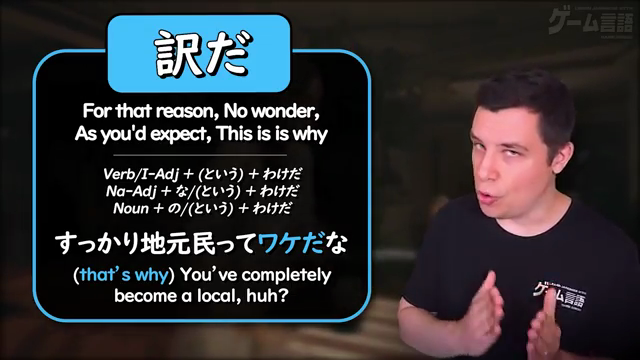 訳だ
For that reason, No wonder,
As you'd expect, This is is why
Verb/I-Adj + (という) + わけだ
Na-Adj + な/(という) + わけだ
Noun + の/(という) + わけだ
すっかり地元民ってワケだな
(that's why) You've completely
become a local, huh?
ゲーム言語
ゲーム言語